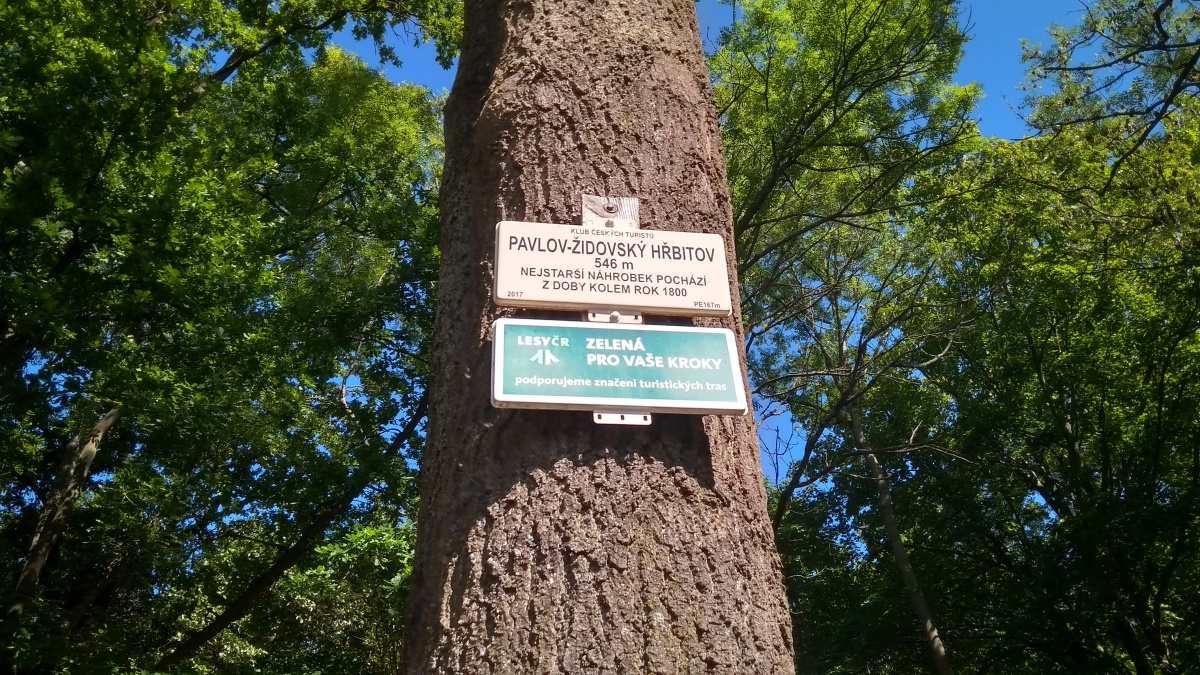 KLUB ČESKÝCH TURISTŮ
PAVLOV-ŽIDOVSKÝ HŘBITOV
546 m
NEJSTARŠÍ NÁHROBEK POCHÁZÍ
Z DOBY KOLEM ROK 1800
2017
PE167m
LESYČR
ZELENÁ
PRO VAŠE KROKY
podporujeme značení turistických tras